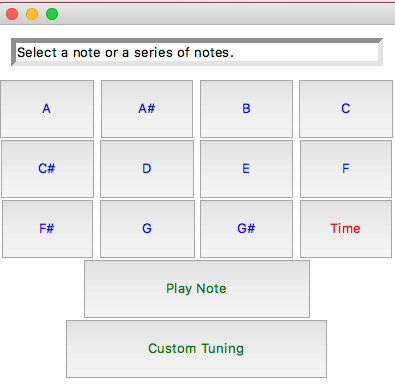 Select a note or a series of notes.
A A# B C
C# D E F
F# G G# Time
Play Note
Custom Tuning